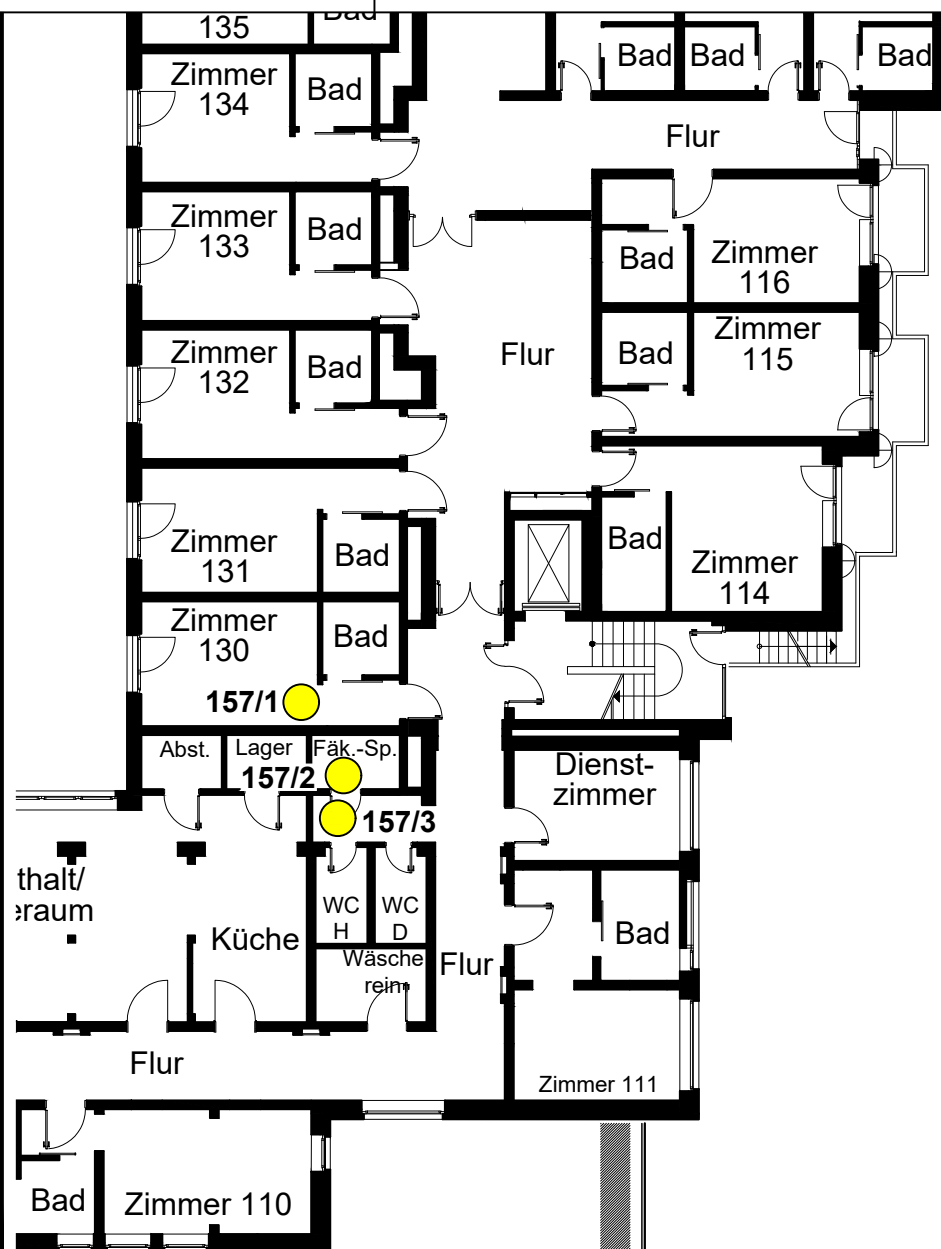 135
Bad
Zimmer
134
Bad
Bad
Bad
Bad
Flur
Zimmer
133
Bad
Bad
Zimmer
116
Zimmer
132
Bad
Flur
Bad
Zimmer
115
Zimmer
131
Bad
Bad
Zimmer
114
Zimmer
130
Bad
157/1
Abst.
Lager
Fäk.-Sp.
157/2
Dienst-
zimmer
157/3
thalt/
eraum
Küche
WC
H
WC
D
Wäsche
rein
Flur
Bad
Flur
Zimmer 111
Bad
Zimmer 110